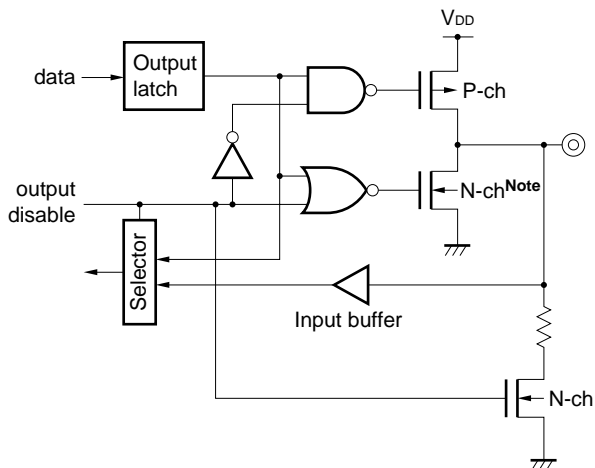 VDD
data
Output
latch
P-ch
output
disable
N-chNote
Selector
Input buffer
N-ch